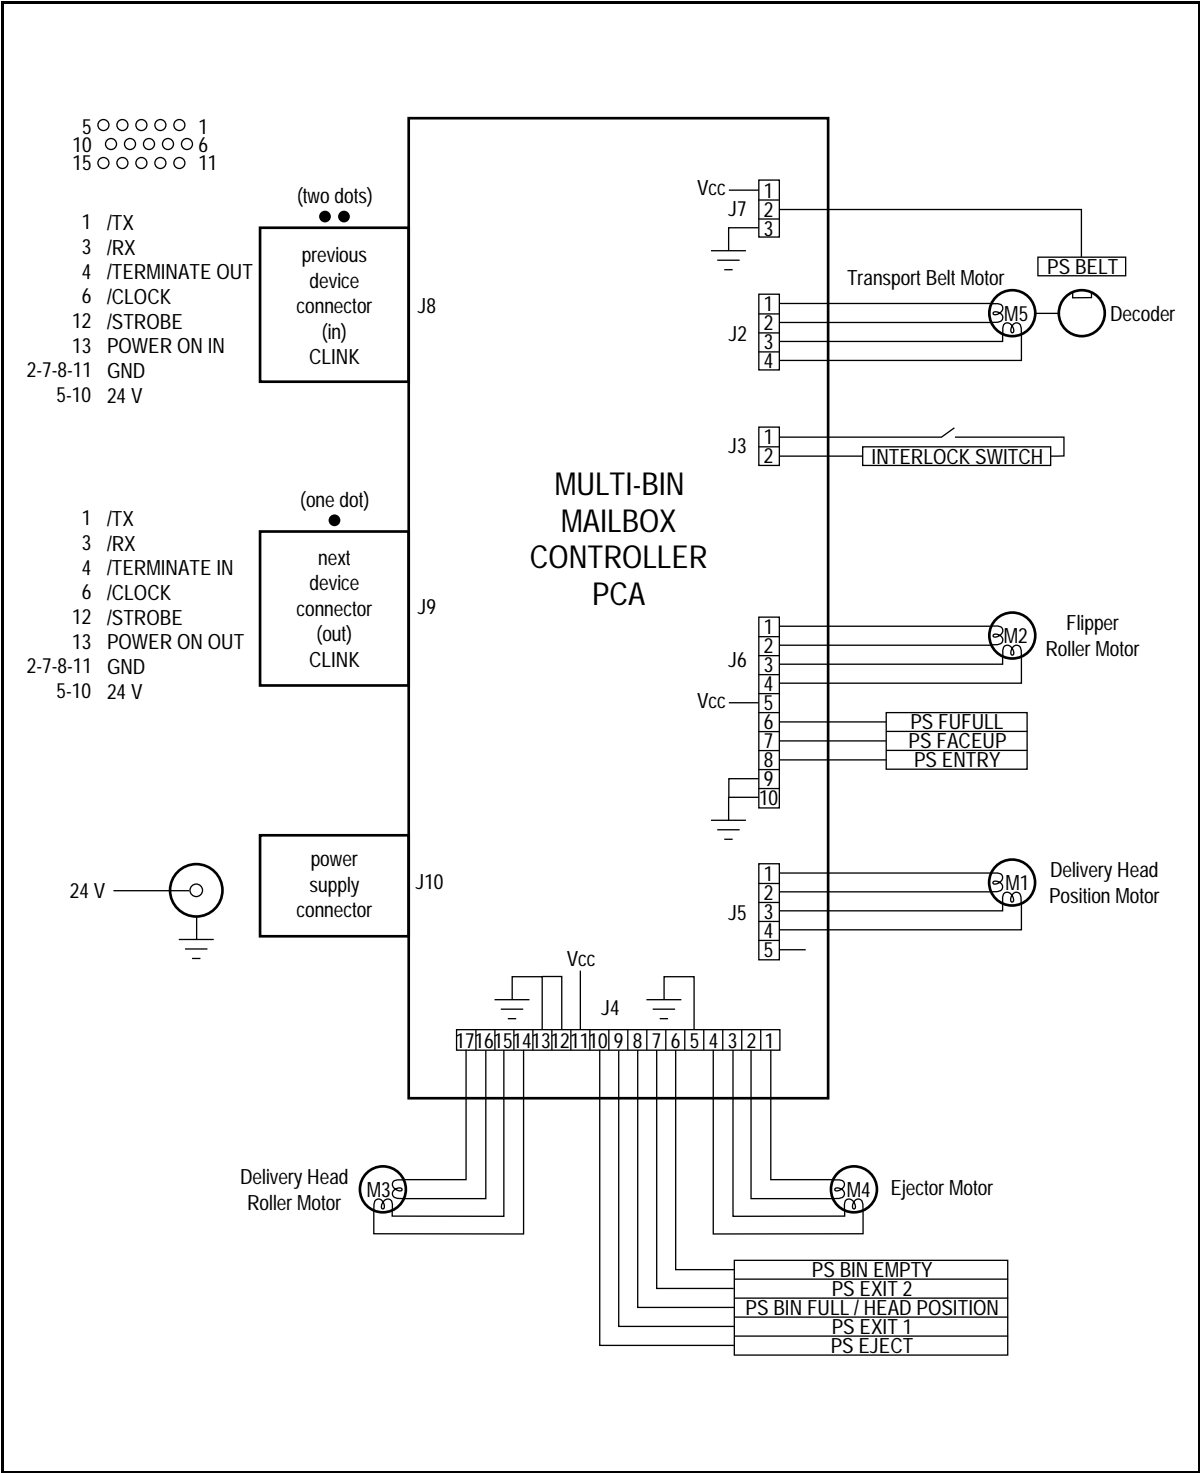 5 1
10 6
15 11
(two dots)
1 /TX
3 /RX
4 /TERMINATE OUT
6 /CLOCK
12 /STROBE
13 POWER ON IN
2-7-8-11 GND
5-10 24 V
previous
device
connector
(in)
CLINK
J8
(one dot)
1 /TX
3 /RX
4 /TERMINATE IN
6 /CLOCK
12 /STROBE
13 POWER ON OUT
2-7-8-11 GND
5-10 24 V
next
device
connector
(out)
CLINK
J9
24 V
power
supply
connector
J10
MULTI-BIN
MAILBOX
CONTROLLER
PCA
Vcc
J7
1
2
3
PS BELT
Transport Belt Motor
J2
1
2
3
4
M5
Decoder
J3
1
2
INTERLOCK SWITCH
J6
1
2
3
4
Vcc
5
6
7
8
9
10
M2
Flipper
Roller Motor
PS FUFULL
PS FACEUP
PS ENTRY
J5
1
2
3
4
5
M1
Delivery Head
Position Motor
Vcc
J4
17 16 15 14 13 12 11 10 9 8 7 6 5 4 3 2 1
Delivery Head
Roller Motor
M3
M4
Ejector Motor
PS BIN EMPTY
PS EXIT 2
PS BIN FULL / HEAD POSITION
PS EXIT 1
PS EJECT